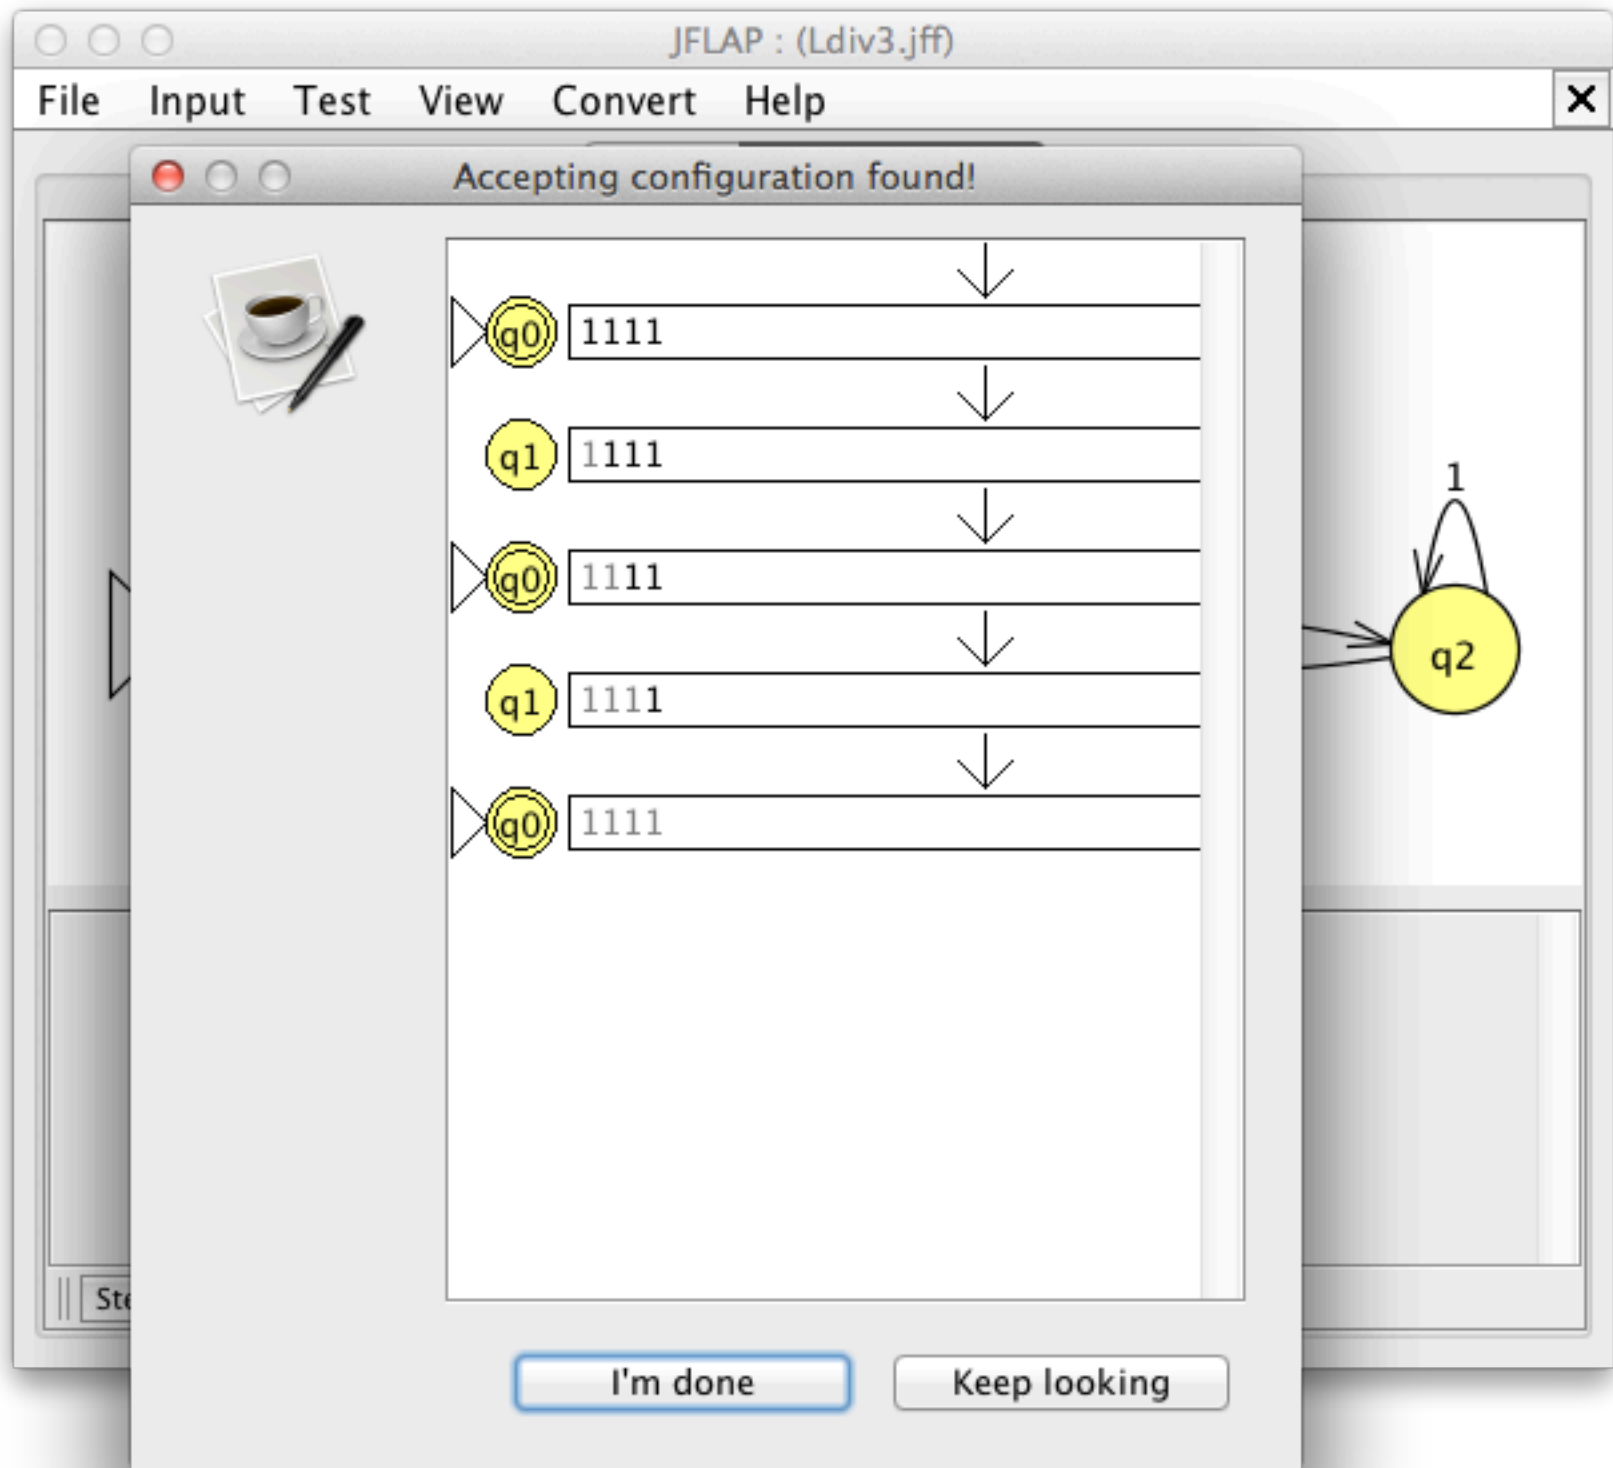 JFLAP : (Ldiv3.jff)
File Input Test View Convert Help
Accepting configuration found!
q0 1111
q1 1111
q0 1111
q1 1111
q0 1111
1
q2
I'm done Keep looking